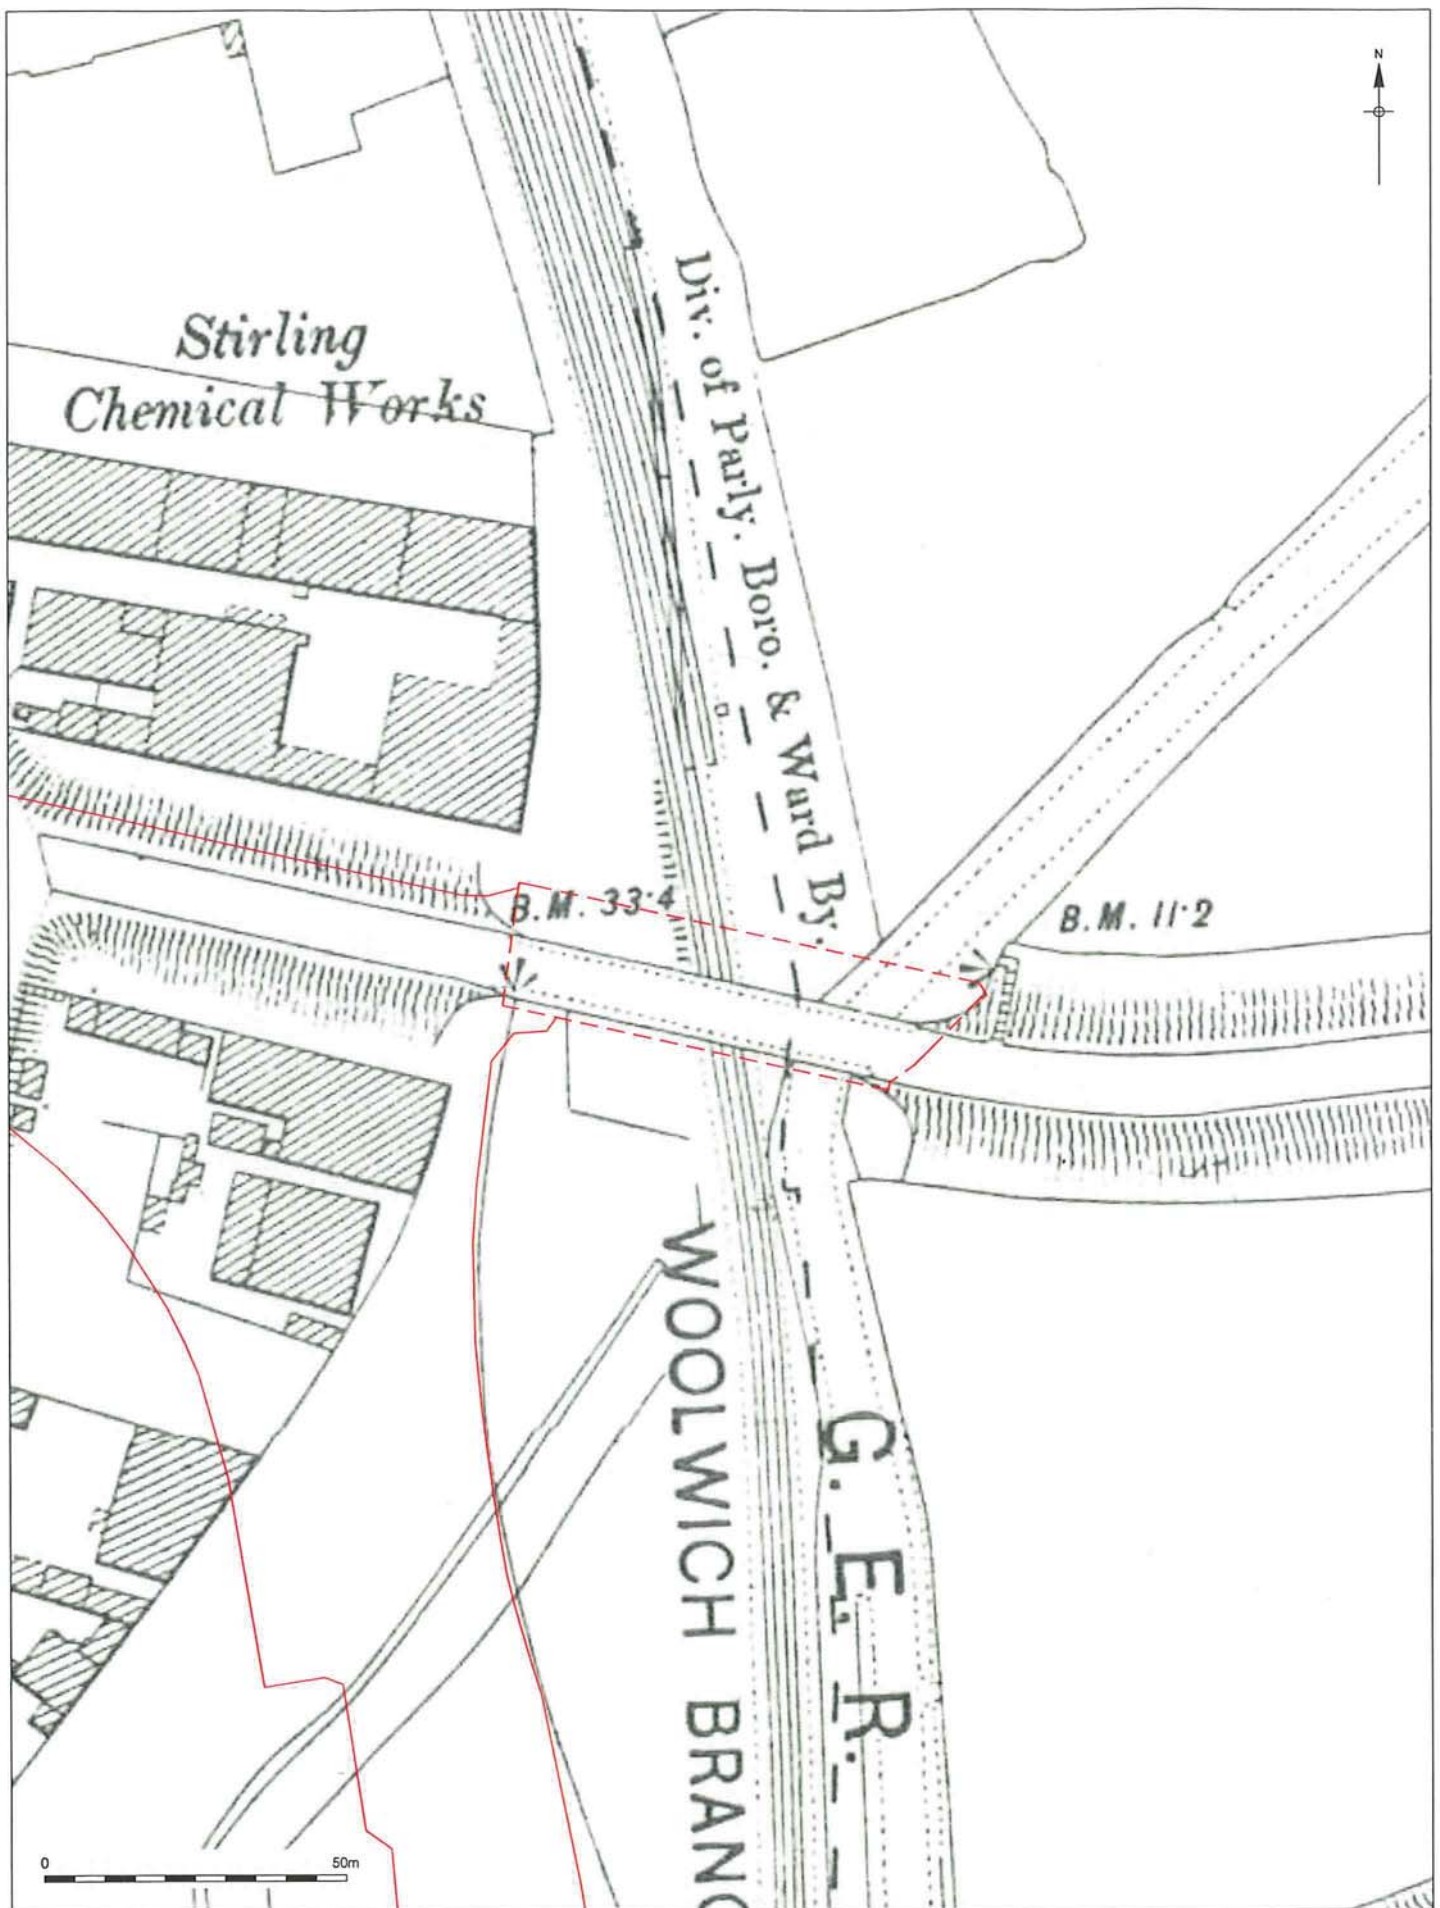 N
Stirling
Chemical Works
Div. of Parly. Boro. & Ward By.
B.M. 33·4
B.M. 11·2
WOOLWICH BRANC
G. E. R.
0 50m